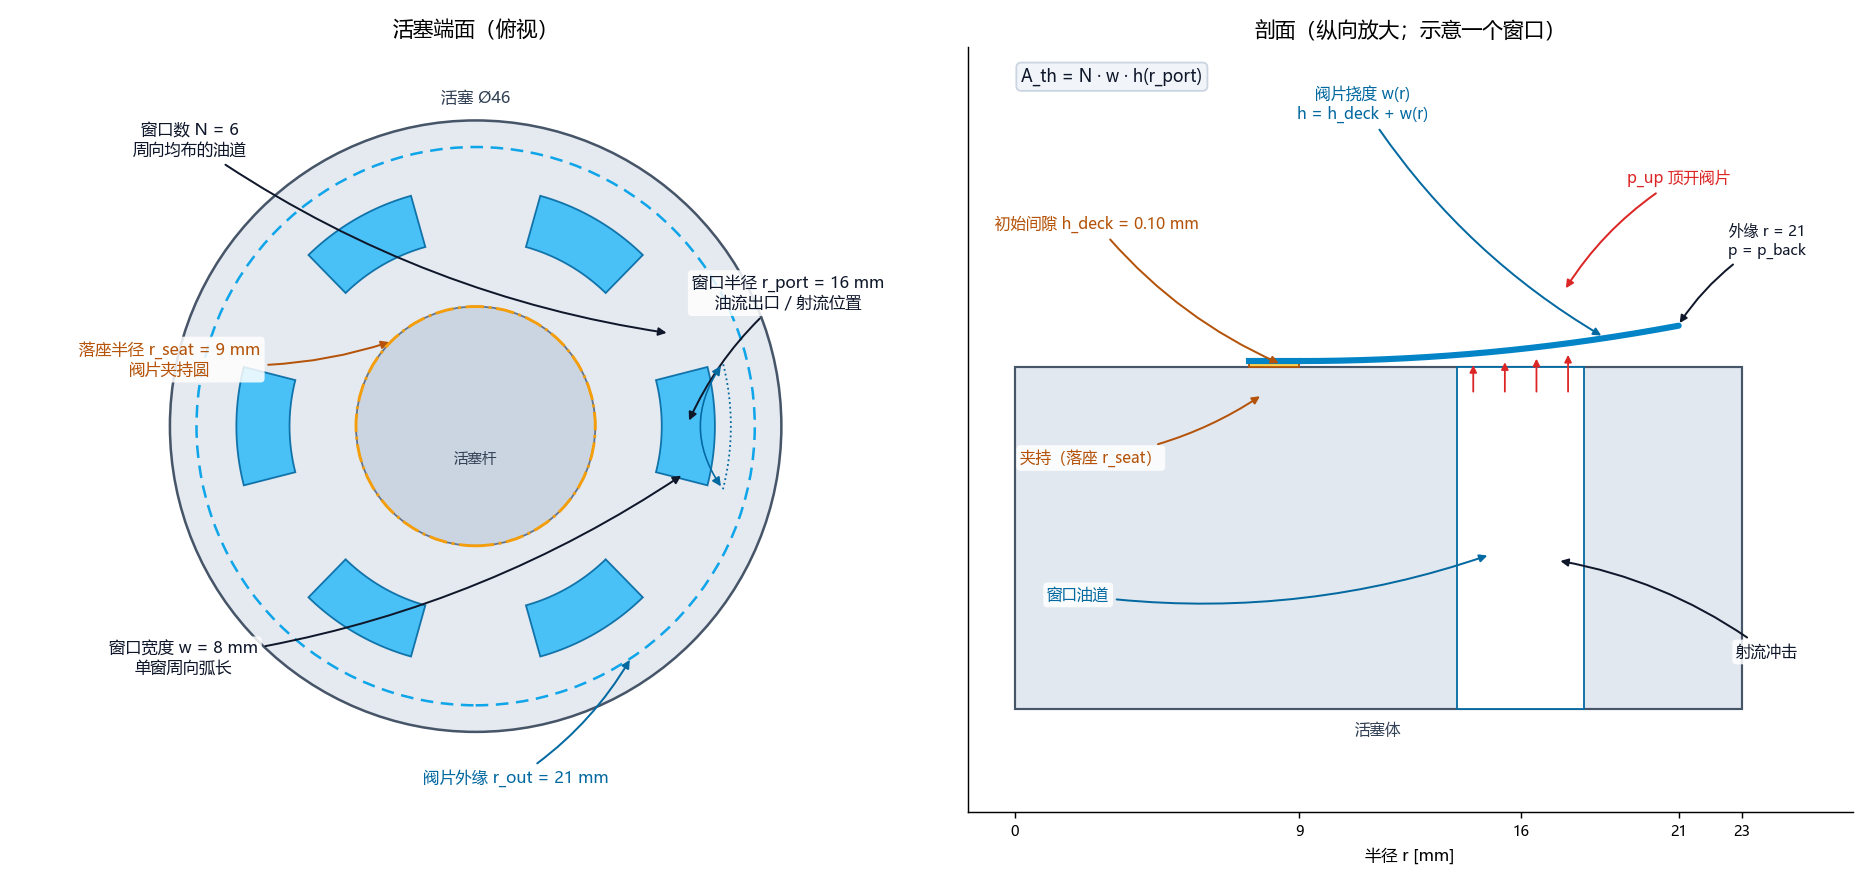 活塞端面（俯视）
活塞 Ø46
窗口数 N = 6
周向均布的油道
窗口半径 r_port = 16 mm
油流出口 / 射流位置
落座半径 r_seat = 9 mm
阀片夹持圆
活塞杆
窗口宽度 w = 8 mm
单窗周向弧长
阀片外缘 r_out = 21 mm
剖面（纵向放大；示意一个窗口）
A_th = N · w · h(r_port)
阀片挠度 w(r)
h = h_deck + w(r)
p_up 顶开阀片
初始间隙 h_deck = 0.10 mm
外缘 r = 21
p = p_back
夹持（落座 r_seat）
窗口油道
射流冲击
活塞体
0
9
16
21
23
半径 r [mm]